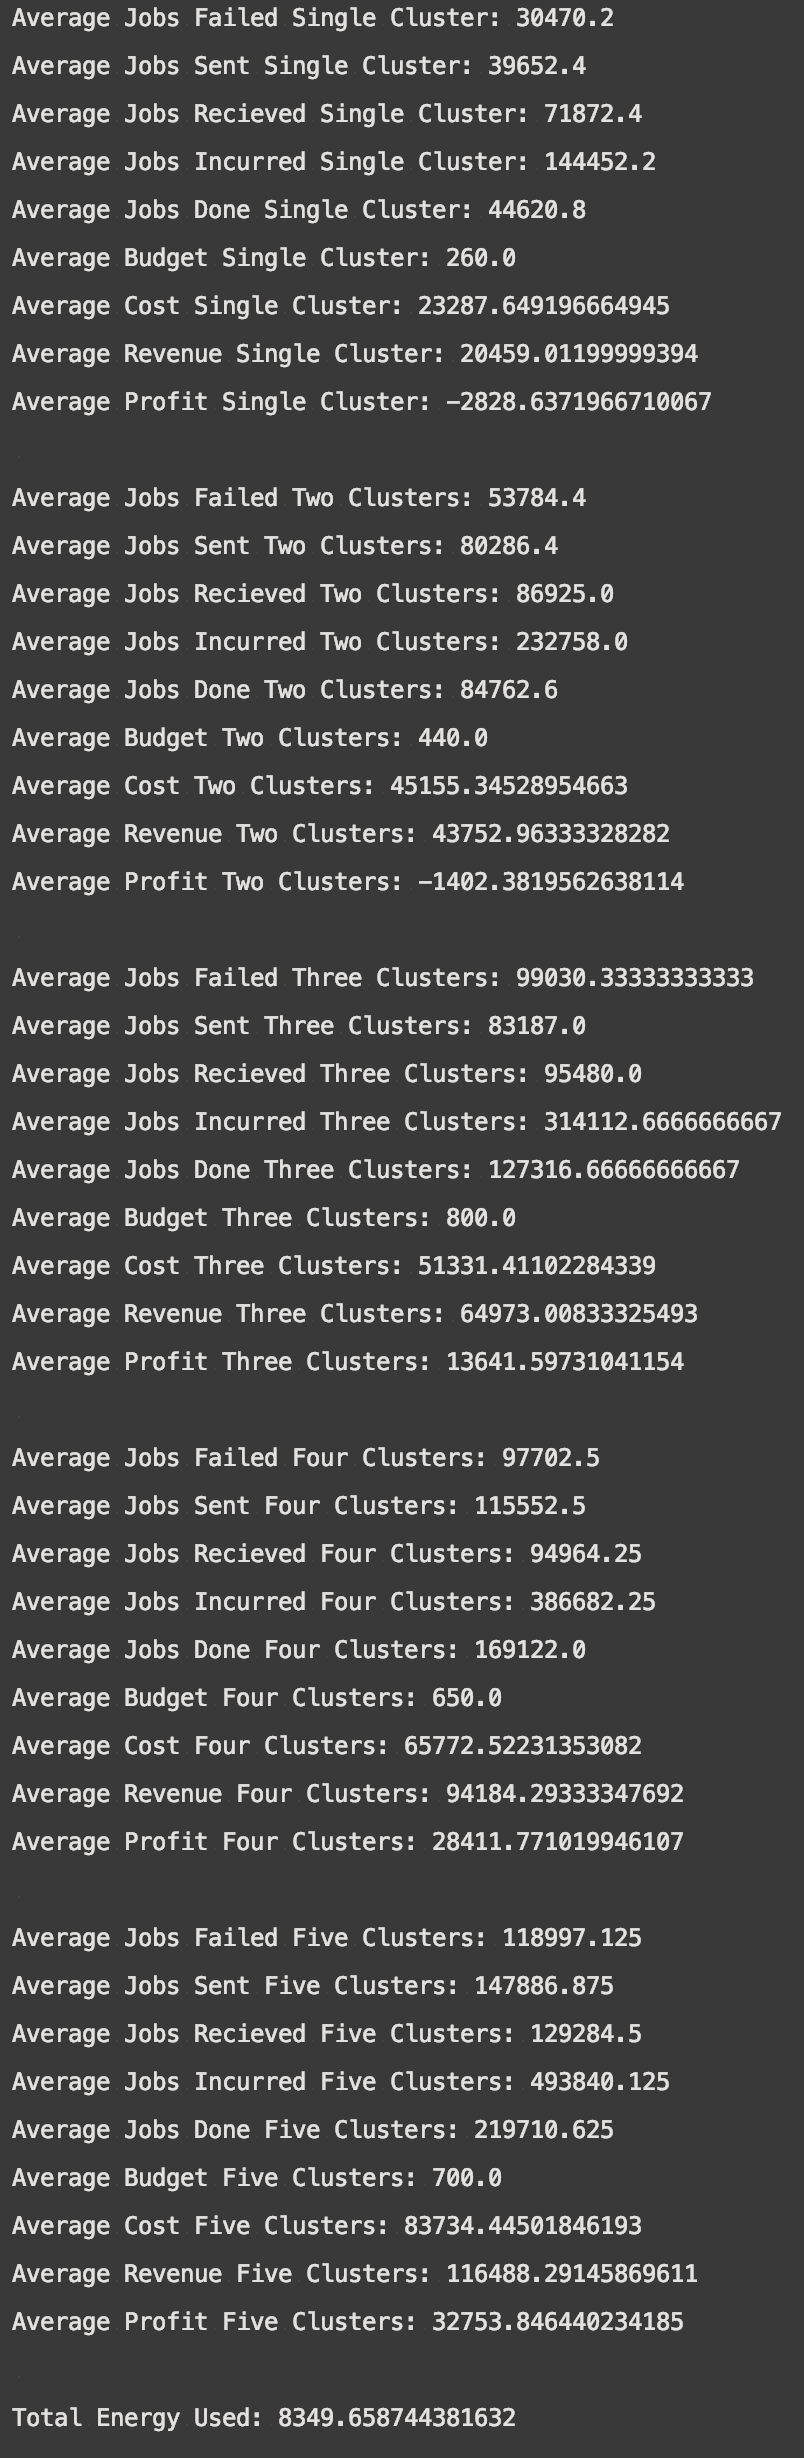 Average Jobs Failed Single Cluster: 30470.2
Average Jobs Sent Single Cluster: 39652.4
Average Jobs Recieved Single Cluster: 71872.4
Average Jobs Incurred Single Cluster: 144452.2
Average Jobs Done Single Cluster: 44620.8
Average Budget Single Cluster: 260.0
Average Cost Single Cluster: 23287.649196664945
Average Revenue Single Cluster: 20459.01199999394
Average Profit Single Cluster: -2828.6371966710067
Average Jobs Failed Two Clusters: 53784.4
Average Jobs Sent Two Clusters: 80286.4
Average Jobs Recieved Two Clusters: 86925.0
Average Jobs Incurred Two Clusters: 232758.0
Average Jobs Done Two Clusters: 84762.6
Average Budget Two Clusters: 440.0
Average Cost Two Clusters: 45155.34528954663
Average Revenue Two Clusters: 43752.96333328282
Average Profit Two Clusters: -1402.3819562638114
Average Jobs Failed Three Clusters: 99030.33333333333
Average Jobs Sent Three Clusters: 83187.0
Average Jobs Recieved Three Clusters: 95480.0
Average Jobs Incurred Three Clusters: 314112.6666666667
Average Jobs Done Three Clusters: 127316.66666666667
Average Budget Three Clusters: 800.0
Average Cost Three Clusters: 51331.41102284339
Average Revenue Three Clusters: 64973.00833325493
Average Profit Three Clusters: 13641.59731041154
Average Jobs Failed Four Clusters: 97702.5
Average Jobs Sent Four Clusters: 115552.5
Average Jobs Recieved Four Clusters: 94964.25
Average Jobs Incurred Four Clusters: 386682.25
Average Jobs Done Four Clusters: 169122.0
Average Budget Four Clusters: 650.0
Average Cost Four Clusters: 65772.52231353082
Average Revenue Four Clusters: 94184.29333347692
Average Profit Four Clusters: 28411.771019946107
Average Jobs Failed Five Clusters: 118997.125
Average Jobs Sent Five Clusters: 147886.875
Average Jobs Recieved Five Clusters: 129284.5
Average Jobs Incurred Five Clusters: 493840.125
Average Jobs Done Five Clusters: 219710.625
Average Budget Five Clusters: 700.0
Average Cost Five Clusters: 83734.44501846193
Average Revenue Five Clusters: 116488.29145869611
Average Profit Five Clusters: 32753.846440234185
Total Energy Used: 8349.658744381632